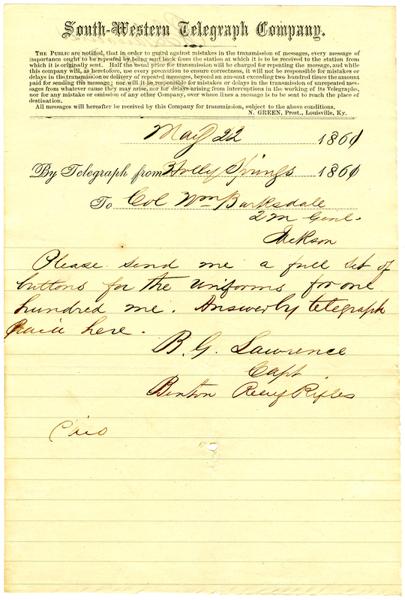 South-Western Telegraph Company.
THE PUBLIC are notified, that in order to guard against mistakes in the transmission of messages, every message of
importance ought to be repeated by being sent back from the station at which it is to be received to the station from
which it is originally sent. Half the usual price for transmission will be charged for repeating the message, and while
this company will, as heretofore, use every precaution to ensure correctness, it will not be responsible for mistakes or
delays in the transmission or delivery of repeated messages, beyond an amount exceeding two hundred times the amount
paid for sending the message; nor will it be responsible for mistakes or delays in the transmission of unrepeated mes-
sages from whatever cause they may arise, nor for delays arising from interruptions in the working of its Telegraphs,
nor for any mistake or omission of any other Company, over whose lines a message is to be sent to reach the place of
destination.
All messages will hereafter be received by this Company for transmission, subject to the above conditions.
N. GREEN, Prest., Louisville, Ky.
May 22 1861
By Telegraph from Holly Springs 1861
To Col Wm Barksdale
2 M Genl
Jackson
Please send me a full set of
buttons for the uniforms for one
hundred me. Answer by telegraph
here.
B. G. Lawrence
Capt.
Benton Rifles